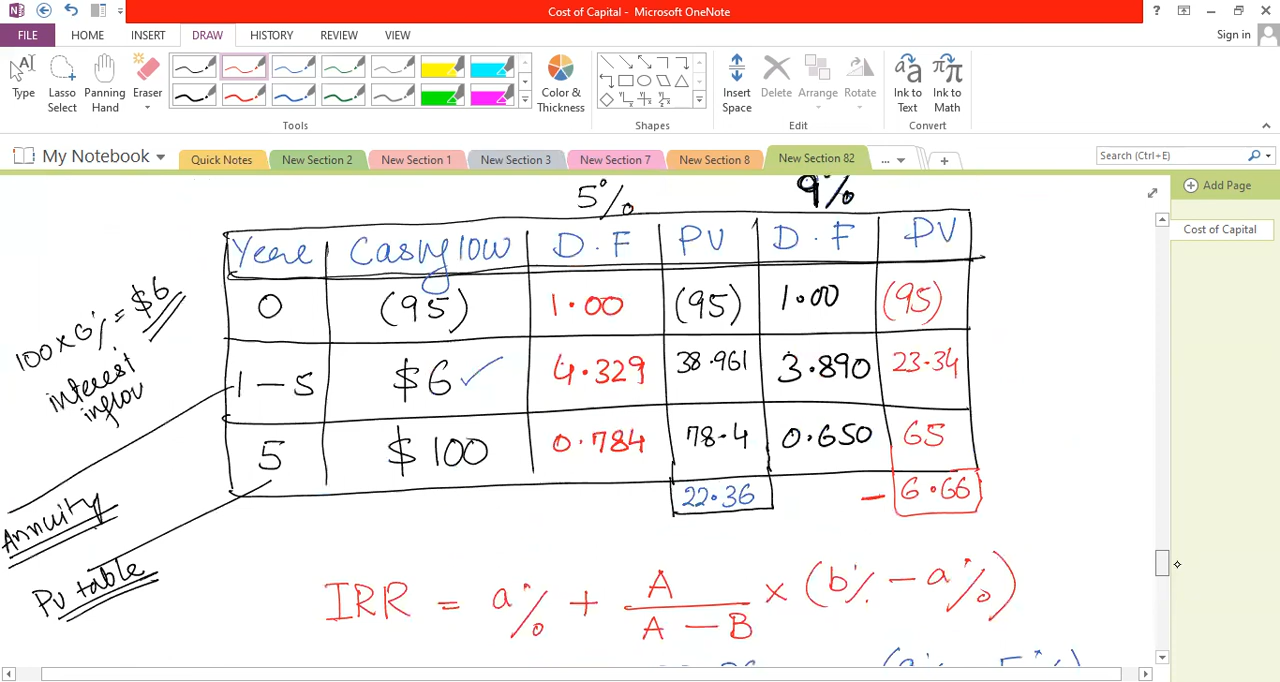 Cost of Capital - Microsoft OneNote
?
FILE HOME INSERT DRAW HISTORY REVIEW VIEW Sign in
Type
Lasso Select
Panning Hand
Eraser
Color & Thickness
Insert Space
Delete
Arrange
Rotate
Ink to Text
Ink to Math
Tools Shapes Edit Convert
My Notebook Quick Notes New Section 2 New Section 1 New Section 3 New Section 7 New Section 8 New Section 82 ... + Search (Ctrl+E)
Add Page
Cost of Capital
5% 9%
Year Cashflow D.F PV D.F PV
0 (95) 1.00 (95) 1.00 (95)
1-5 $6 4.329 38.961 3.890 23.34
5 $100 0.784 78.4 0.650 65
22.36 - 6.66
100 x 6% = $6
interest
inflow
Annuity
PV table
IRR = a% + A / A - B x (b% - a%)